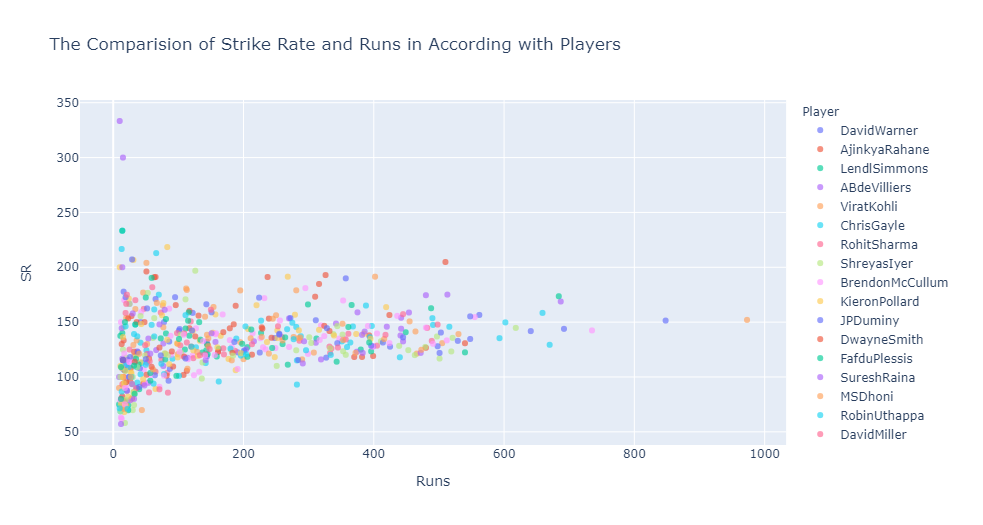 The Comparision of Strike Rate and Runs in According with Players
350
300
250
200
150
100
50
SR
0
200
400
600
800
1000
Runs
Player
DavidWarner
AjinkyaRahane
LendlSimmons
ABdeVilliers
ViratKohli
ChrisGayle
RohitSharma
ShreyasIyer
BrendonMcCullum
KieronPollard
JPDuminy
DwayneSmith
FafduPlessis
SureshRaina
MSDhoni
RobinUthappa
DavidMiller